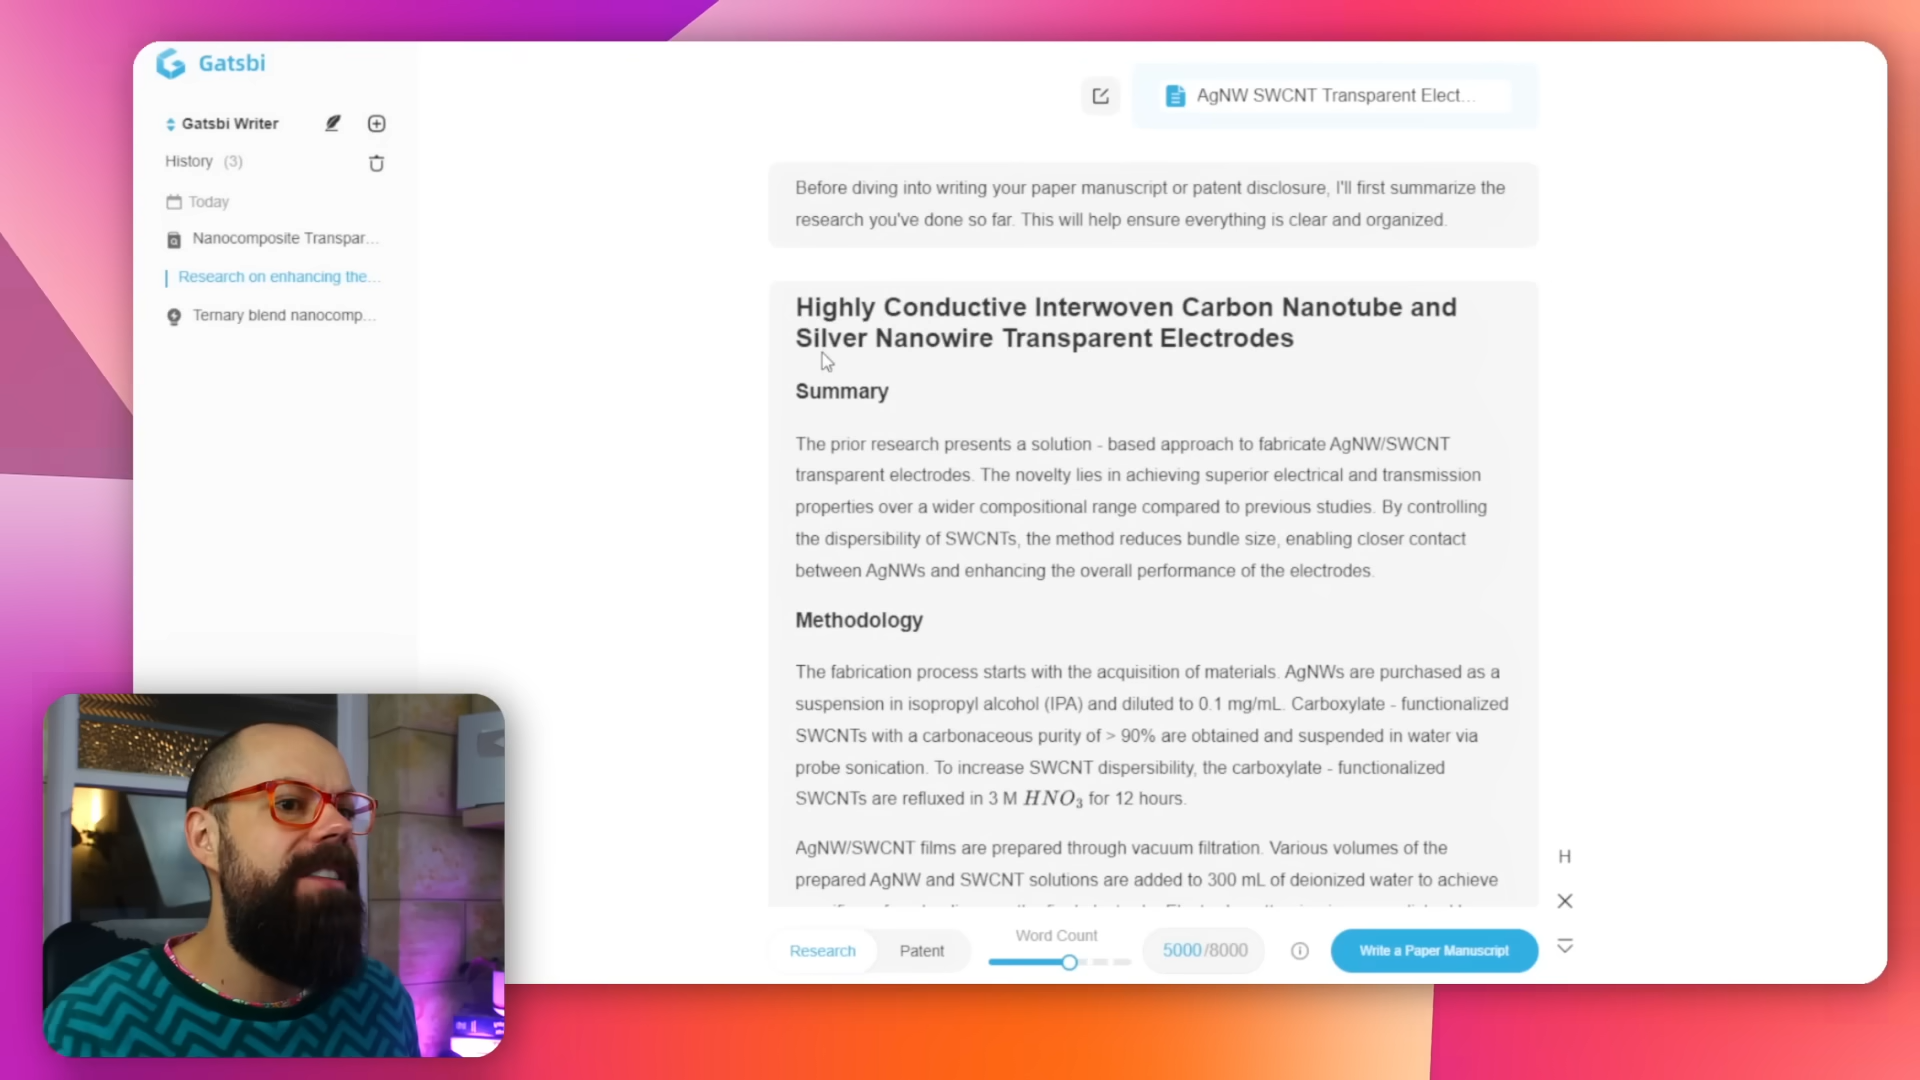 Gatsbi
Gatsbi Writer
History (3)
Today
Nanocomposite Transpar...
Research on enhancing the...
Ternary blend nanocomp...
AgNW SWCNT Transparent Elect...
Before diving into writing your paper manuscript or patent disclosure, I'll first summarize the
research you've done so far. This will help ensure everything is clear and organized.
Highly Conductive Interwoven Carbon Nanotube and
Silver Nanowire Transparent Electrodes
Summary
The prior research presents a solution - based approach to fabricate AgNW/SWCNT
transparent electrodes. The novelty lies in achieving superior electrical and transmission
properties over a wider compositional range compared to previous studies. By controlling
the dispersibility of SWCNTs, the method reduces bundle size, enabling closer contact
between AgNWs and enhancing the overall performance of the electrodes.
Methodology
The fabrication process starts with the acquisition of materials. AgNWs are purchased as a
suspension in isopropyl alcohol (IPA) and diluted to 0.1 mg/mL. Carboxylate - functionalized
SWCNTs with a carbonaceous purity of > 90% are obtained and suspended in water via
probe sonication. To increase SWCNT dispersibility, the carboxylate - functionalized
SWCNTs are refluxed in 3 M HNO₃ for 12 hours.
AgNW/SWCNT films are prepared through vacuum filtration. Various volumes of the
prepared AgNW and SWCNT solutions are added to 300 mL of deionized water to achieve
H
Research
Patent
Word Count
5000/8000
Write a Paper Manuscript